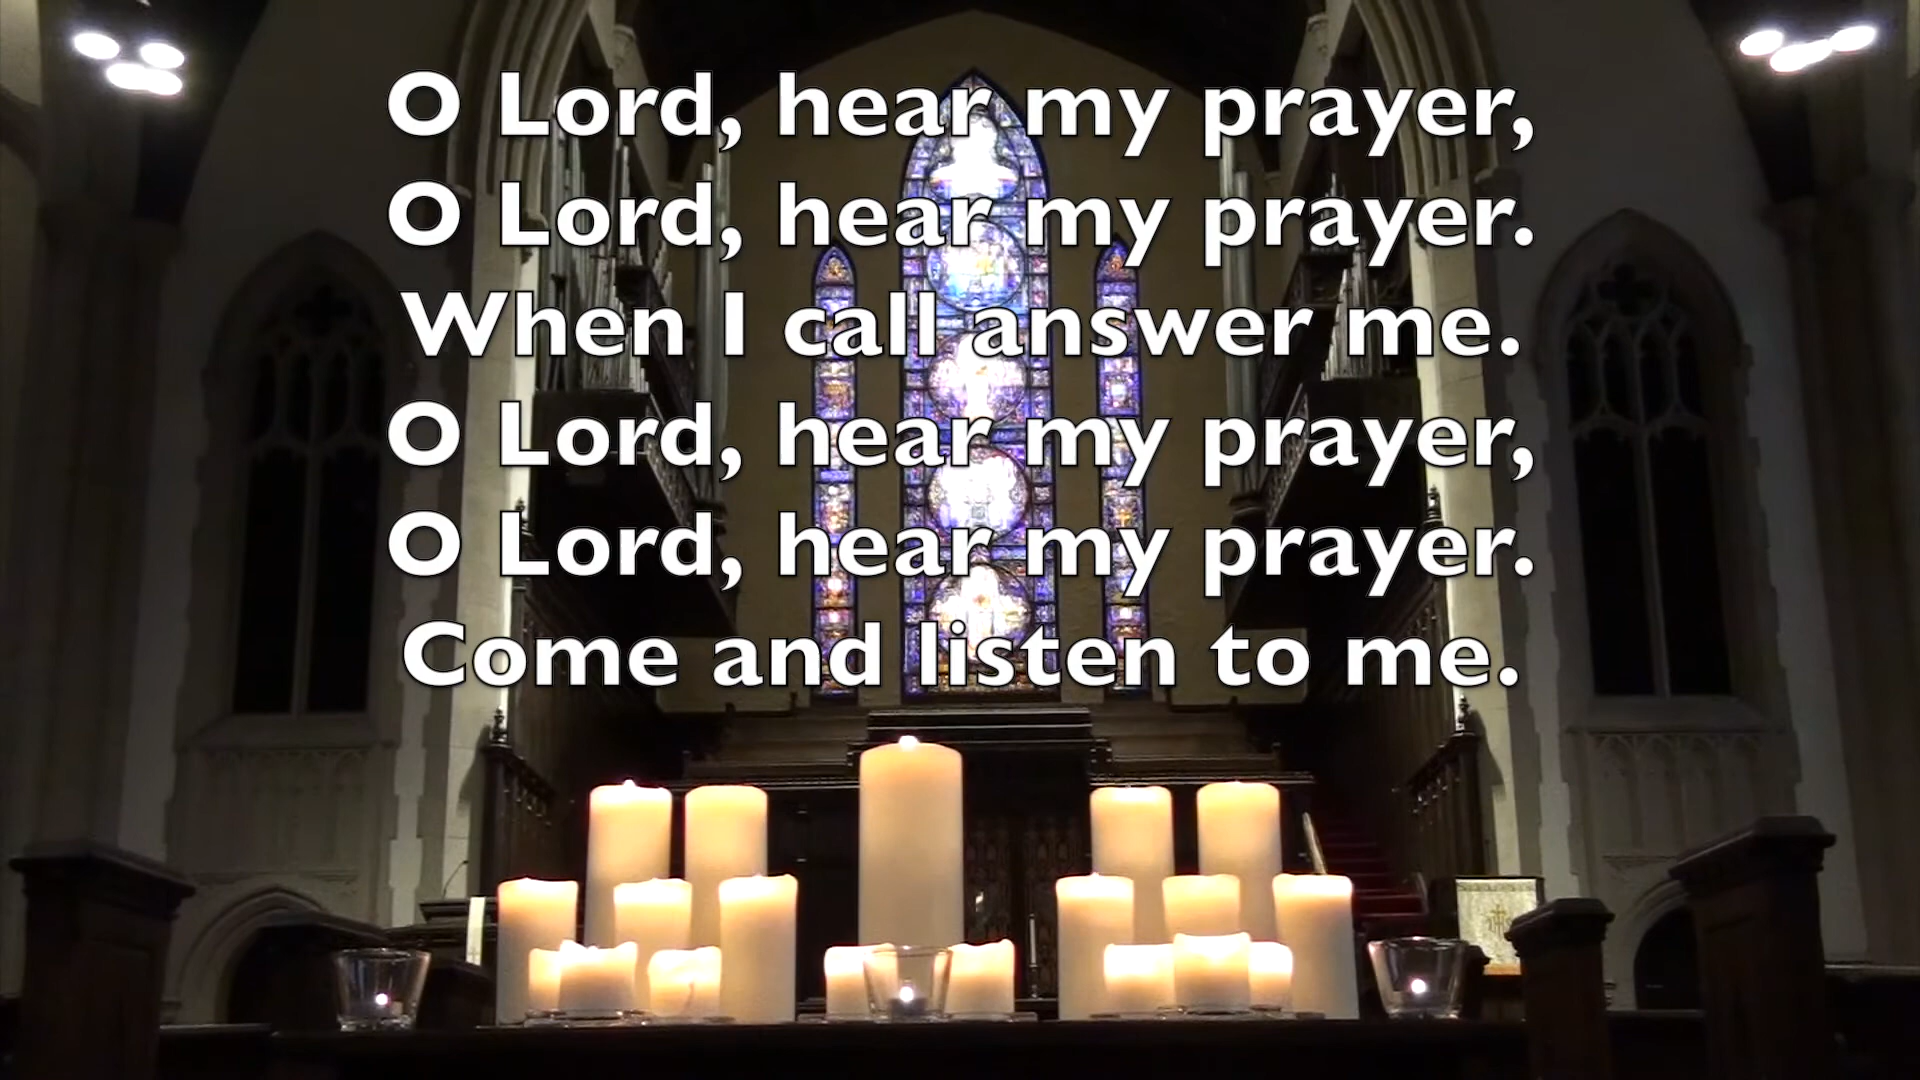 O Lord, hear my prayer,
O Lord, hear my prayer.
When I call answer me.
O Lord, hear my prayer,
O Lord, hear my prayer.
Come and listen to me.